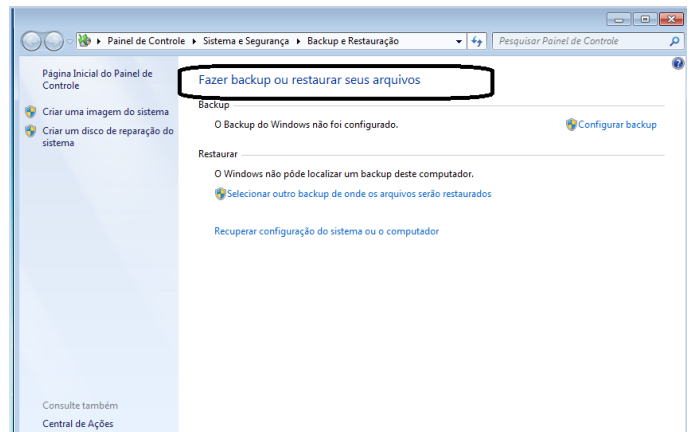 Painel de Controle ▸ Sistema e Segurança ▸ Backup e Restauração
Pesquisar Painel de Controle
Página Inicial do Painel de
Controle
Criar uma imagem do sistema
Criar um disco de reparação do
sistema
Fazer backup ou restaurar seus arquivos
Backup
O Backup do Windows não foi configurado.
Configurar backup
Restaurar
O Windows não pôde localizar um backup deste computador.
Selecionar outro backup de onde os arquivos serão restaurados
Recuperar configuração do sistema ou o computador
Consulte também
Central de Ações